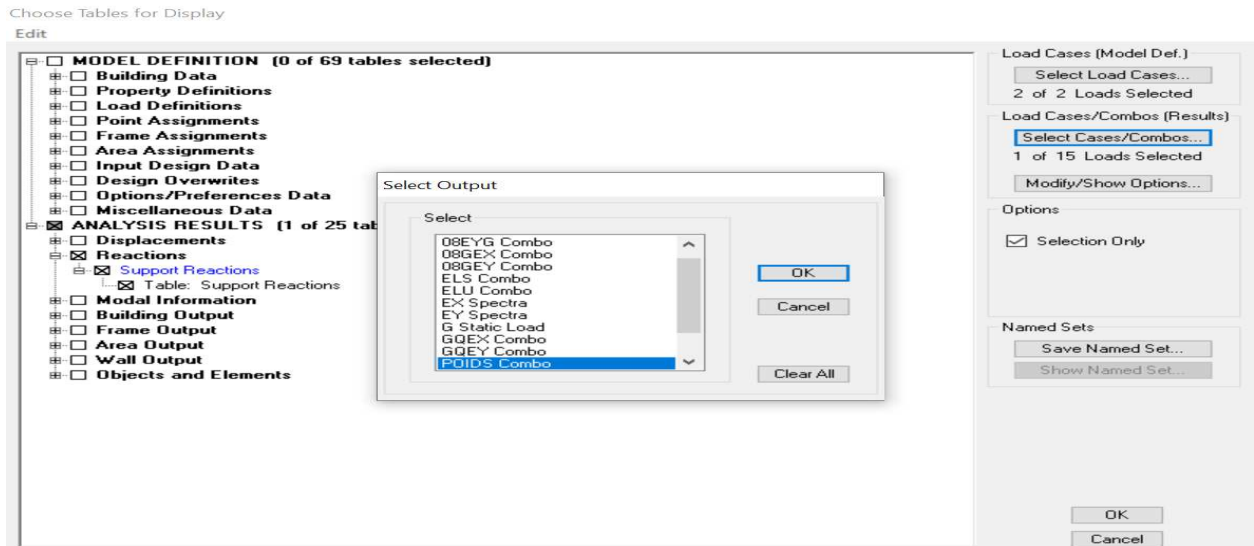 Choose Tables for Display
Edit
MODEL DEFINITION (0 of 69 tables selected)
Building Data
Property Definitions
Load Definitions
Point Assignments
Frame Assignments
Area Assignments
Input Design Data
Design Overwrites
Options/Preferences Data
Miscellaneous Data
ANALYSIS RESULTS (1 of 25 tab
Displacements
Reactions
Support Reactions
Table: Support Reactions
Modal Information
Building Output
Frame Output
Area Output
Wall Output
Objects and Elements
Select Output
Select
08EYG Combo
08GEX Combo
08GEY Combo
ELS Combo
ELU Combo
EX Spectra
EY Spectra
G Static Load
GQEX Combo
GQEY Combo
POIDS Combo
OK
Cancel
Clear All
Load Cases (Model Def.)
Select Load Cases...
2 of 2 Loads Selected
Load Cases/Combos (Results)
Select Cases/Combos...
1 of 15 Loads Selected
Modify/Show Options...
Options
Selection Only
Named Sets
Save Named Set...
Show Named Set...
OK
Cancel